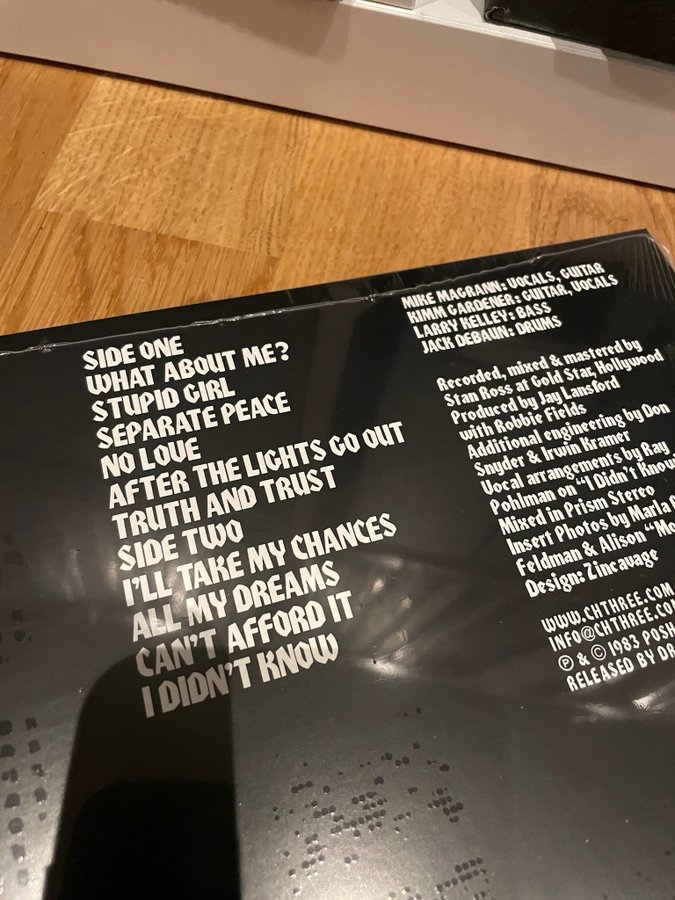 SIDE ONE
WHAT ABOUT ME?
STUPID GIRL
SEPARATE PEACE
NO LOVE
AFTER THE LIGHTS GO OUT
TRUTH AND TRUST
SIDE TWO
I'LL TAKE MY CHANCES
ALL MY DREAMS
CAN'T AFFORD IT
I DIDN'T KNOW
MIKE MAGRANN: VOCALS, GUITAR
KIMM GARDENER: GUITAR, VOCALS
LARRY KELLEY: BASS
JACK DEBAUN: DRUMS
Recorded, mixed & mastered by
Stan Ross at Gold Star, Hollywood
Produced by Jay Lansford
with Robbie Fields
Additional engineering by Don
Snyder & Irwin Kramer
Vocal arrangements by Ray
Pohlman on "I Didn't Know
Mixed in Prism Stereo
Insert Photos by Marla
Feldman & Alison "Mo
Design: Zincavage
WWW.CHTHREE.COM
INFO@CHTHREE.CO
℗ & © 1983 POSH
RELEASED BY